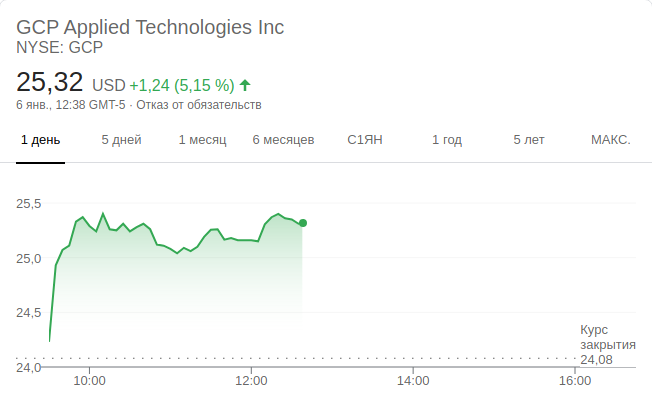 GCP Applied Technologies Inc
NYSE: GCP
25,32 USD +1,24 (5,15 %)
6 янв., 12:38 GMT-5 · Отказ от обязательств
1 день 5 дней 1 месяц 6 месяцев С1ЯН 1 год 5 лет МАКС.
25,5
25,0
24,5
24,0
Курс
закрытия
24,08
10:00 12:00 14:00 16:00